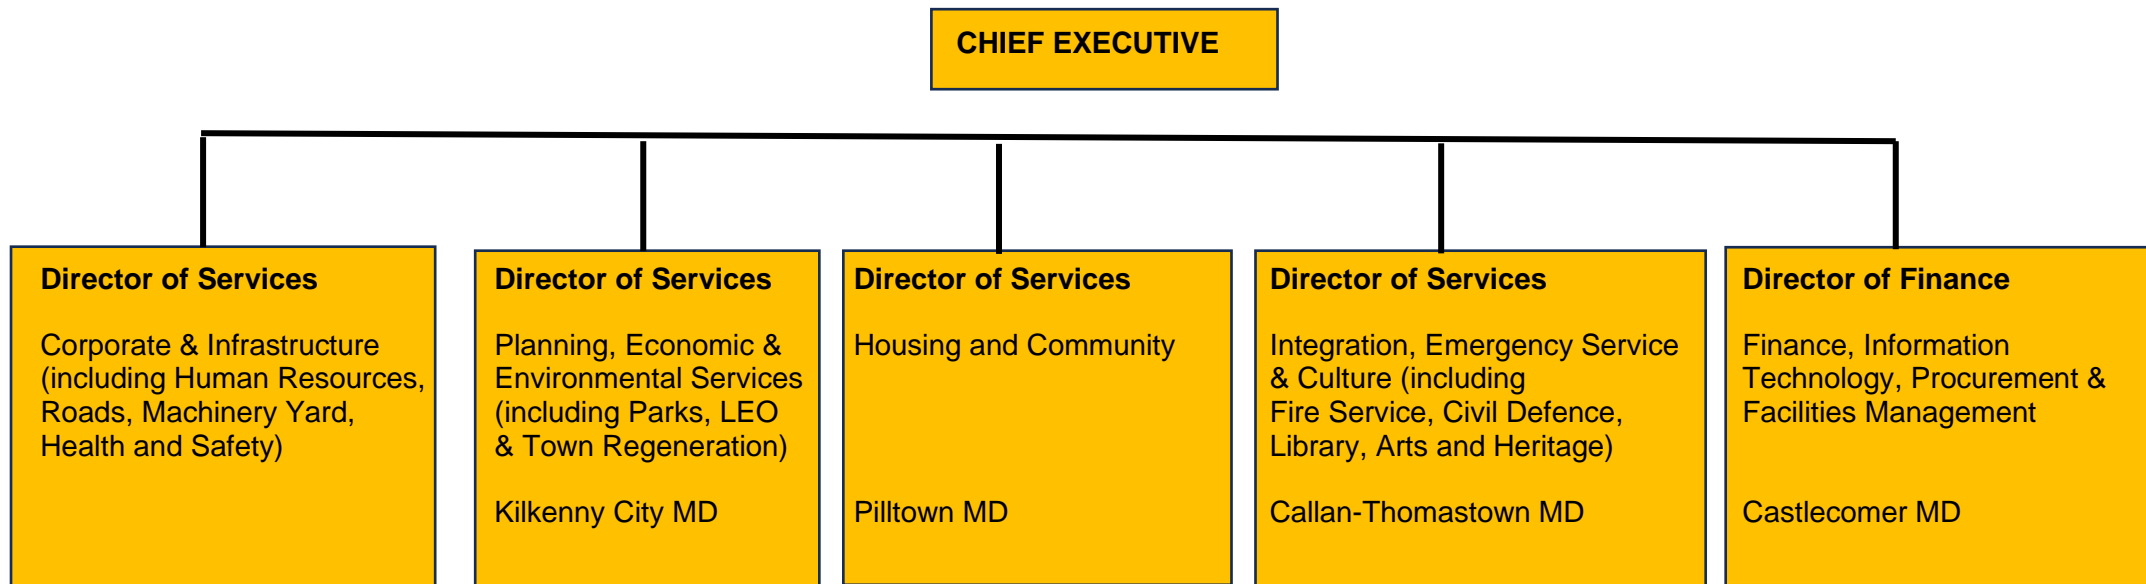 CHIEF EXECUTIVE
Director of Services
Corporate & Infrastructure
(including Human Resources,
Roads, Machinery Yard,
Health and Safety)
Director of Services
Planning, Economic &
Environmental Services
(including Parks, LEO
& Town Regeneration)
Kilkenny City MD
Director of Services
Housing and Community
Pilltown MD
Director of Services
Integration, Emergency Service
& Culture (including
Fire Service, Civil Defence,
Library, Arts and Heritage)
Callan-Thomastown MD
Director of Finance
Finance, Information
Technology, Procurement &
Facilities Management
Castlecomer MD